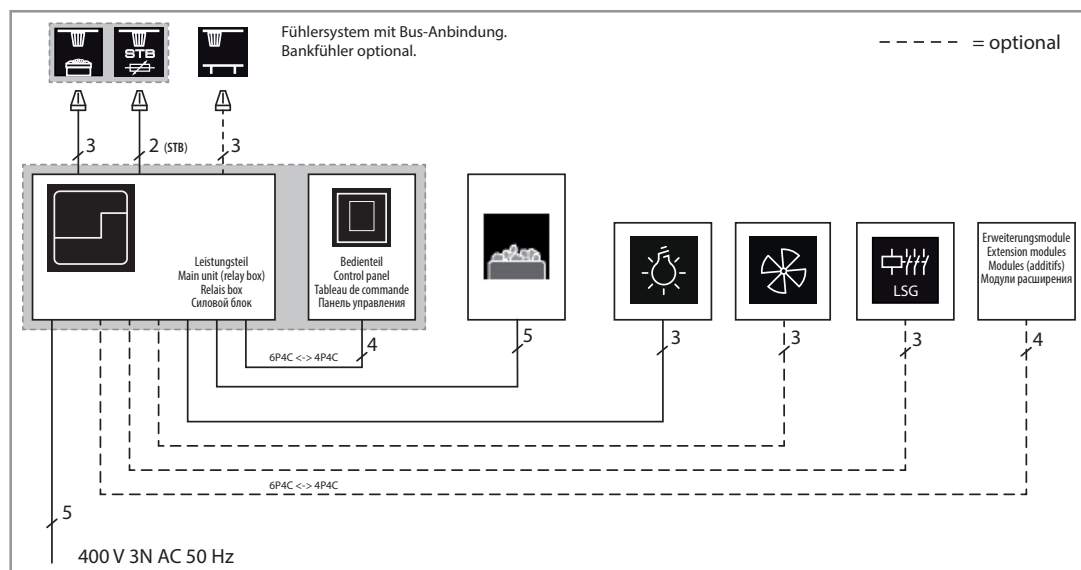 Fühlersystem mit Bus-Anbindung.
Bankfühler optional.
= optional
STB
3
2 (STB)
3
Leistungsteil
Main unit (relay box)
Relais box
Силовой блок
Bedienteil
Control panel
Tableau de commande
Панель управления
LSG
Erweiterungsmodule
Extension modules
Modules (additifs)
Модули расширения
6P4C <-> 4P4C
4
5
3
3
3
4
6P4C <-> 4P4C
5
400 V 3N AC 50 Hz